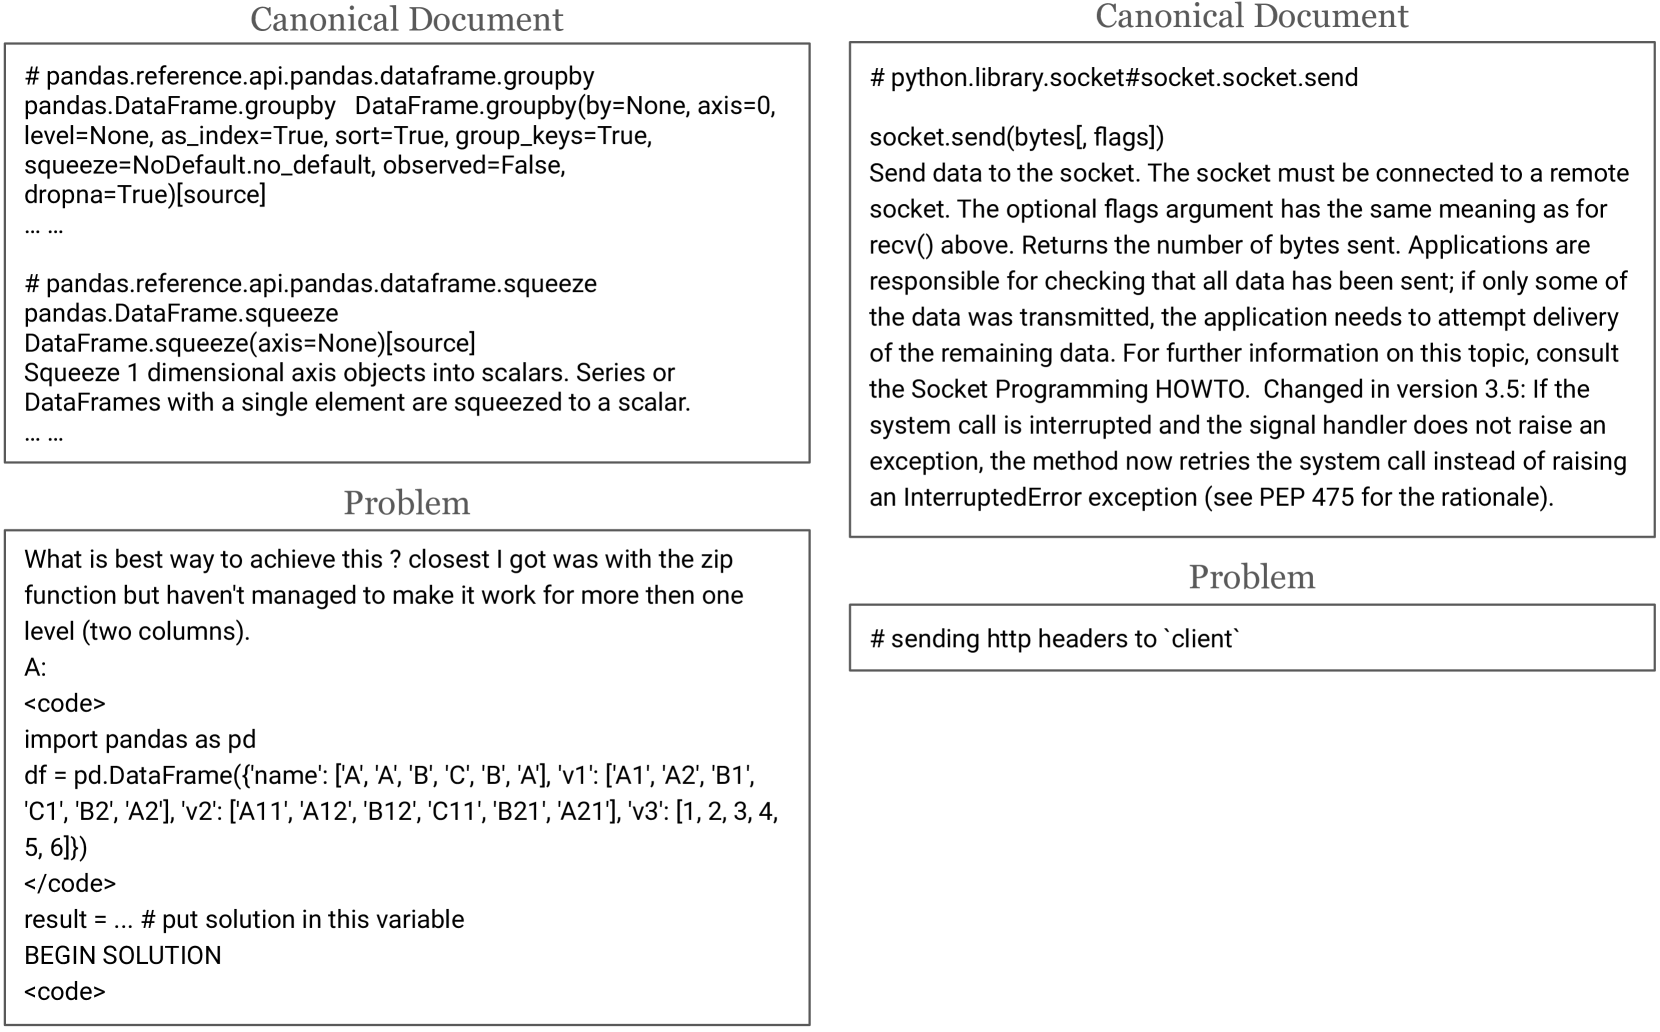 Canonical Document
# pandas.reference.api.pandas.dataframe.groupby
pandas.DataFrame.groupby   DataFrame.groupby(by=None, axis=0,
level=None, as_index=True, sort=True, group_keys=True,
squeeze=NoDefault.no_default, observed=False,
dropna=True)[source]
... ...
# pandas.reference.api.pandas.dataframe.squeeze
pandas.DataFrame.squeeze
DataFrame.squeeze(axis=None)[source]
Squeeze 1 dimensional axis objects into scalars. Series or
DataFrames with a single element are squeezed to a scalar.
... ...
Problem
What is best way to achieve this ? closest I got was with the zip
function but haven't managed to make it work for more then one
level (two columns).
A:
<code>
import pandas as pd
df = pd.DataFrame({'name': ['A', 'A', 'B', 'C', 'B', 'A'], 'v1': ['A1', 'A2', 'B1',
'C1', 'B2', 'A2'], 'v2': ['A11', 'A12', 'B12', 'C11', 'B21', 'A21'], 'v3': [1, 2, 3, 4,
5, 6]})
</code>
result = ... # put solution in this variable
BEGIN SOLUTION
<code>
Canonical Document
# python.library.socket#socket.socket.send
socket.send(bytes[, flags])
Send data to the socket. The socket must be connected to a remote
socket. The optional flags argument has the same meaning as for
recv() above. Returns the number of bytes sent. Applications are
responsible for checking that all data has been sent; if only some of
the data was transmitted, the application needs to attempt delivery
of the remaining data. For further information on this topic, consult
the Socket Programming HOWTO.  Changed in version 3.5: If the
system call is interrupted and the signal handler does not raise an
exception, the method now retries the system call instead of raising
an InterruptedError exception (see PEP 475 for the rationale).
Problem
# sending http headers to `client`